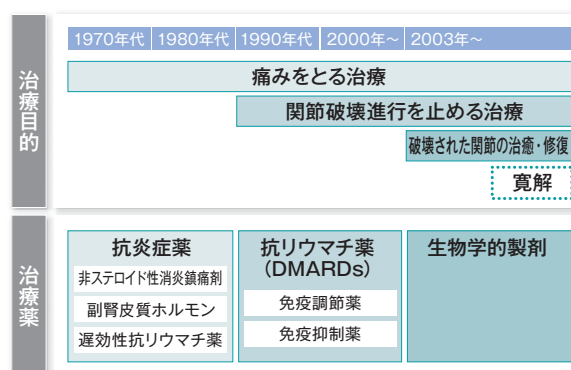 治療目的
1970年代 1980年代 1990年代 2000年～ 2003年～
痛みをとる治療
関節破壊進行を止める治療
破壊された関節の治癒・修復
寛解
治療薬
抗炎症薬
非ステロイド性消炎鎮痛剤
副腎皮質ホルモン
遅効性抗リウマチ薬
抗リウマチ薬
(DMARDs)
免疫調節薬
免疫抑制薬
生物学的製剤